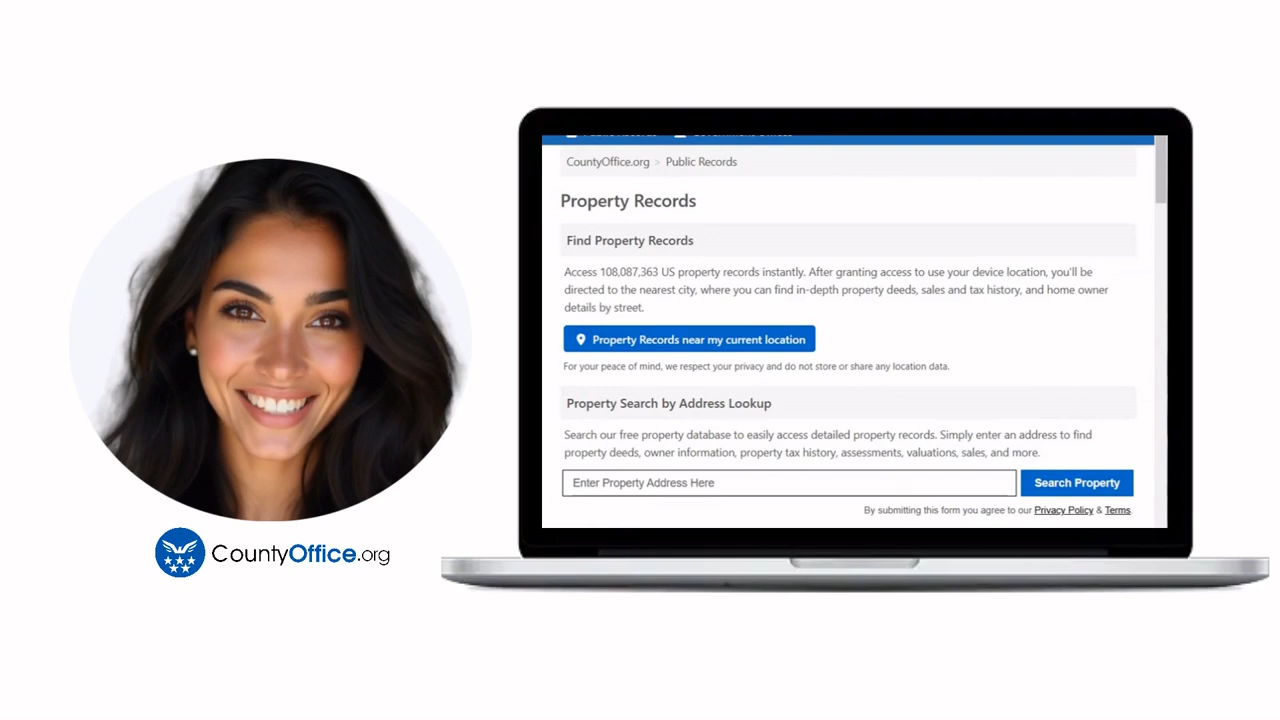 CountyOffice.org > Public Records
Property Records
Find Property Records
Access 108,087,363 US property records instantly. After granting access to use your device location, you'll be
directed to the nearest city, where you can find in-depth property deeds, sales and tax history, and home owner
details by street.
Property Records near my current location
For your peace of mind, we respect your privacy and do not store or share any location data.
Property Search by Address Lookup
Search our free property database to easily access detailed property records. Simply enter an address to find
property deeds, owner information, property tax history, assessments, valuations, sales, and more.
Enter Property Address Here
Search Property
By submitting this form you agree to our Privacy Policy & Terms.
CountyOffice.org